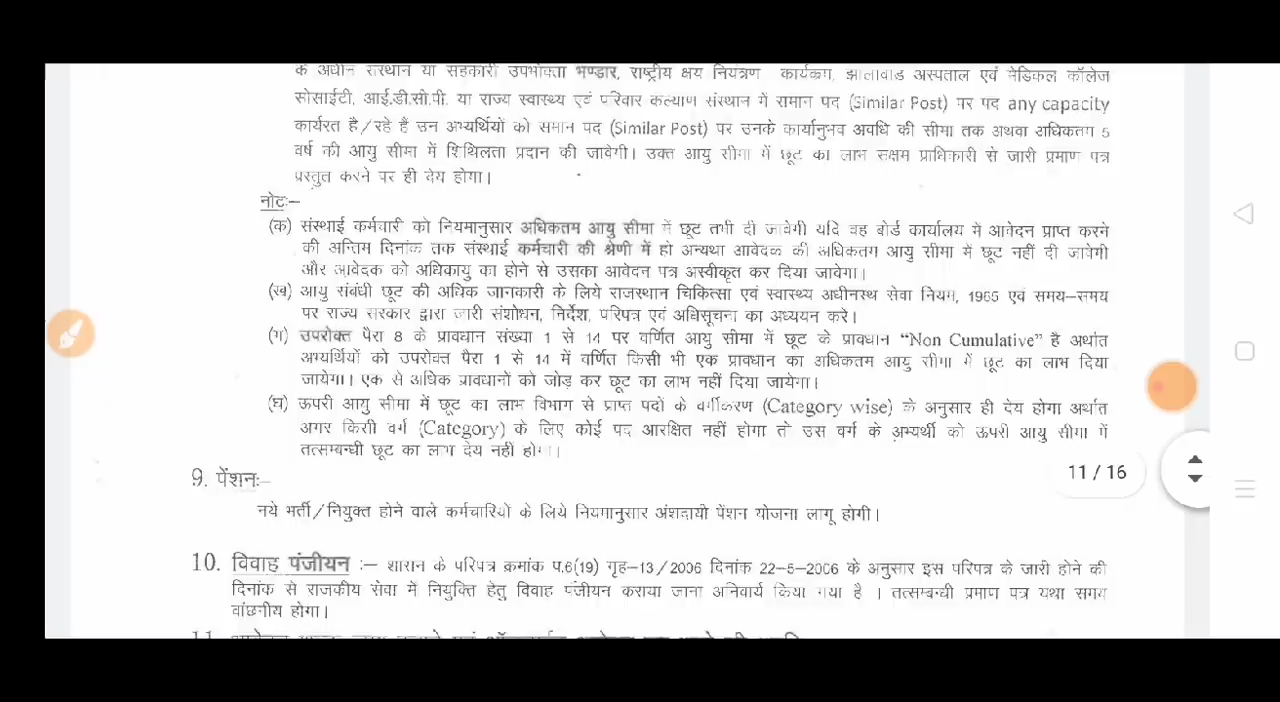 के अधीन संस्थान या सहकारी उपभोक्ता भण्डार, राष्ट्रीय क्षय नियंत्रण कार्यक्रम, झालावाड अस्पताल एवं मेडिकल कॉलेज
सोसाईटी, आई.डी.सी.पी. या राज्य स्वास्थ्य एवं परिवार कल्याण संस्थान में समान पद (Similar Post) पर पद any capacity
कार्यरत है/रहे हैं उन अभ्यर्थियों को समान पद (Similar Post) पर उनके कार्यानुभव अवधि की सीमा तक अथवा अधिकतम 5
वर्ष की आयु सीमा में शिथिलता प्रदान की जावेगी। उक्त आयु सीमा में छूट का लाभ सक्षम प्राधिकारी से जारी प्रमाण पत्र
प्रस्तुत करने पर ही देय होगा।
नोटः–
(क) संस्थाई कर्मचारी को नियमानुसार अधिकतम आयु सीमा में छूट तभी दी जावेगी यदि वह बोर्ड कार्यालय मे आवेदन प्राप्त करने
की अन्तिम दिनांक तक संस्थाई कर्मचारी की श्रेणी में हो अन्यथा आवेदक की अधिकतम आयु सीमा में छूट नहीं दी जावेगी
और आवेदक को अधिकायु का होने से उसका आवेदन पत्र अस्वीकृत कर दिया जावेगा।
(ख) आयु संबंधी छूट की अधिक जानकारी के लिये राजस्थान चिकित्सा एवं स्वास्थ्य अधीनस्थ सेवा नियम, 1965 एवं समय–समय
पर राज्य सरकार द्वारा जारी संशोधन, निर्देश, परिपत्र एवं अधिसूचना का अध्ययन करे।
(ग) उपरोक्त पैरा 8 के प्रावधान संख्या 1 से 14 पर वर्णित आयु सीमा में छूट के प्रावधान “Non Cumulative” है अर्थात
अभ्यर्थियों को उपरोक्त पैरा 1 से 14 में वर्णित किसी भी एक प्रावधान का अधिकतम आयु सीमा में छूट का लाभ दिया
जायेगा। एक से अधिक प्रावधानों को जोड़ कर छूट का लाभ नहीं दिया जायेगा।
(घ) ऊपरी आयु सीमा में छूट का लाभ विभाग से प्राप्त पदों के वर्गीकरण (Category wise) के अनुसार ही देय होगा अर्थात
अगर किसी वर्ग (Category) के लिए कोई पद आरक्षित नहीं होगा तो उस वर्ग के अभ्यर्थी को ऊपरी आयु सीमा में
तत्सम्बन्धी छूट का लाभ देय नहीं होगा।
11 / 16
9. पेंशनः–
नये भर्ती/नियुक्त होने वाले कर्मचारियों के लिये नियमानुसार अंशदायी पेंशन योजना लागू होगी।
10. विवाह पंजीयन :– शासन के परिपत्र क्रमांक प.6(19) गृह–13/2006 दिनांक 22–5–2006 के अनुसार इस परिपत्र के जारी होने की
दिनांक से राजकीय सेवा में नियुक्ति हेतु विवाह पंजीयन कराया जाना अनिवार्य किया गया है । तत्सम्बन्धी प्रमाण पत्र यथा समय
वांछनीय होगा।